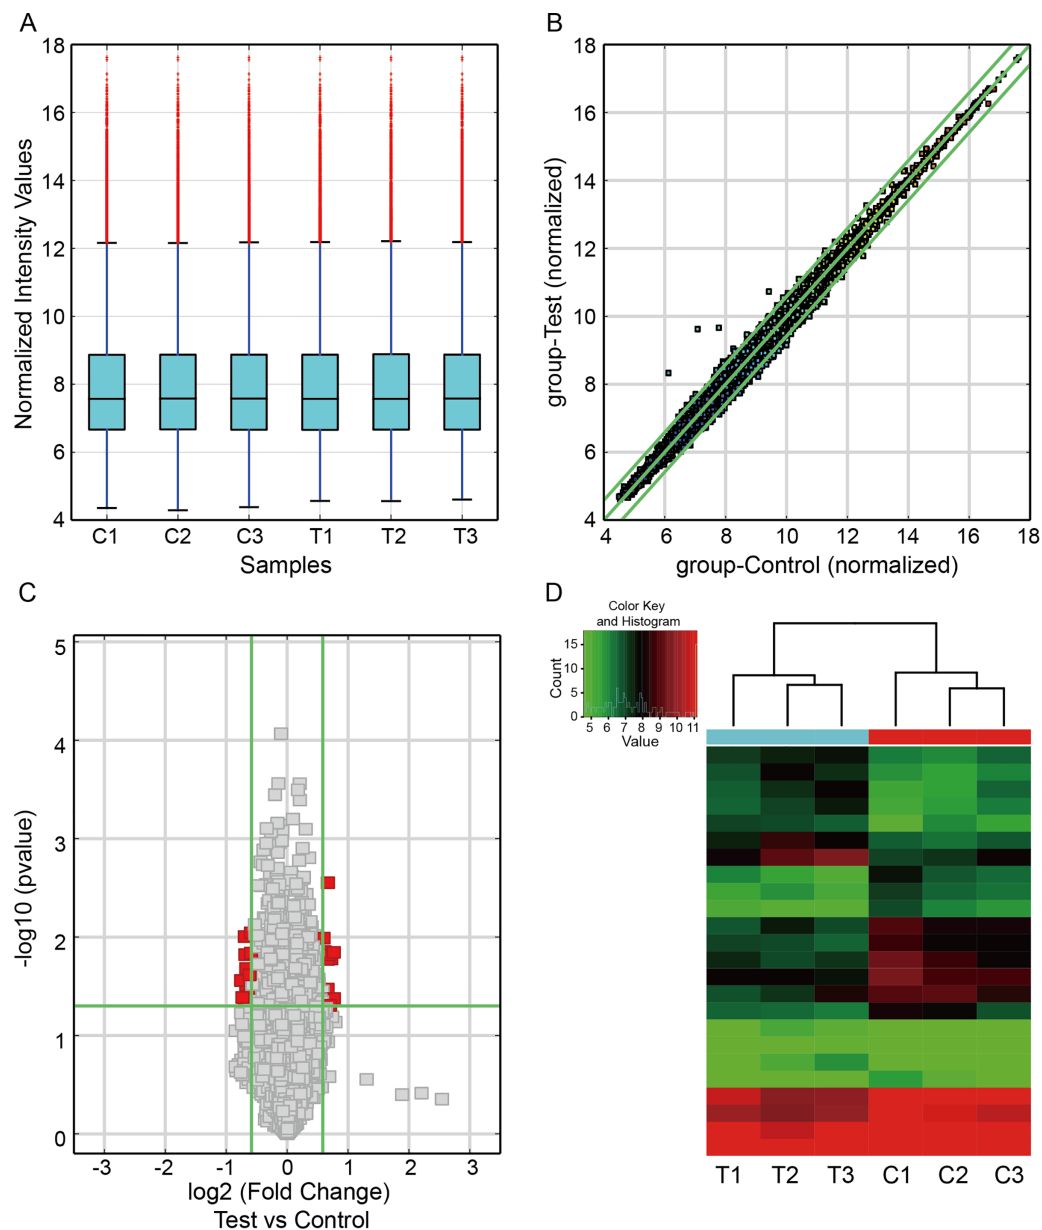 A
18
16
14
12
10
8
6
4
Normalized Intensity Values
C1 C2 C3 T1 T2 T3
Samples
B
18
16
14
12
10
8
6
4
group-Test (normalized)
4 6 8 10 12 14 16 18
group-Control (normalized)
C
5
4
3
2
1
0
-log10 (pvalue)
-3 -2 -1 0 1 2 3
log2 (Fold Change)
Test vs Control
D
Color Key
and Histogram
15
10
5
0
Count
5 6 7 8 9 10 11
Value
T1 T2 T3 C1 C2 C3